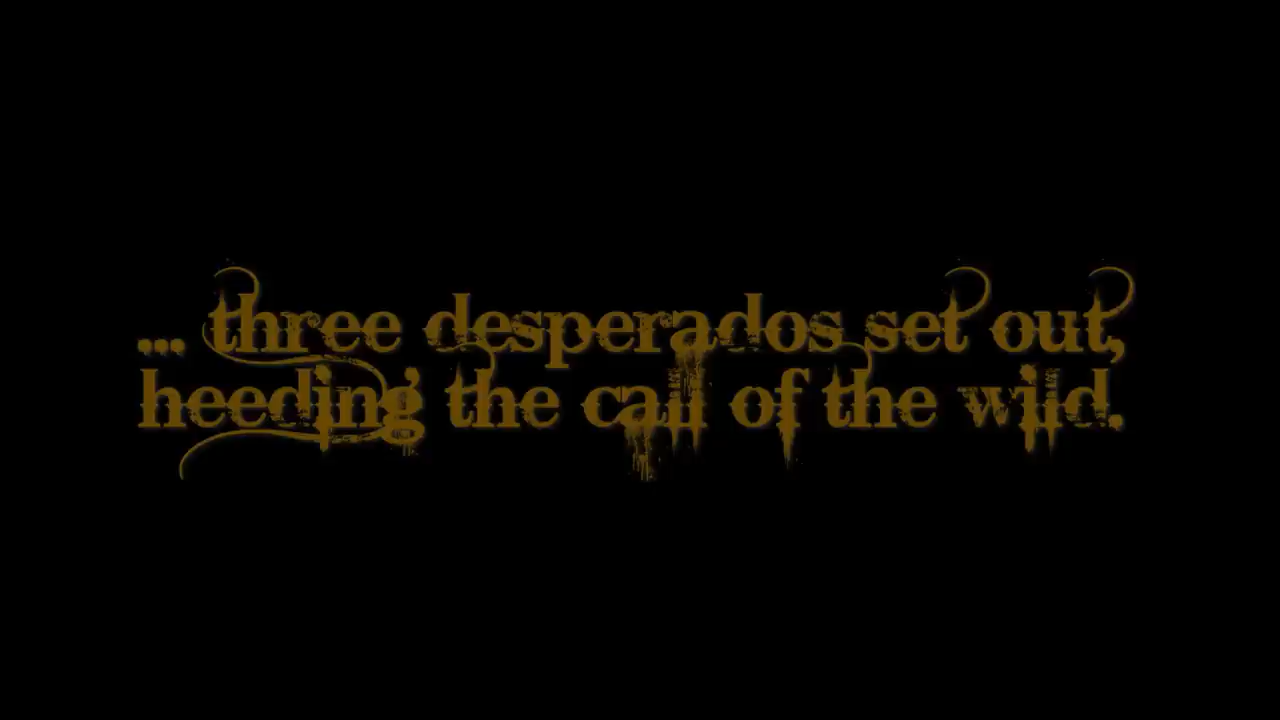 ... three desperados set out,
heeding the call of the wild.